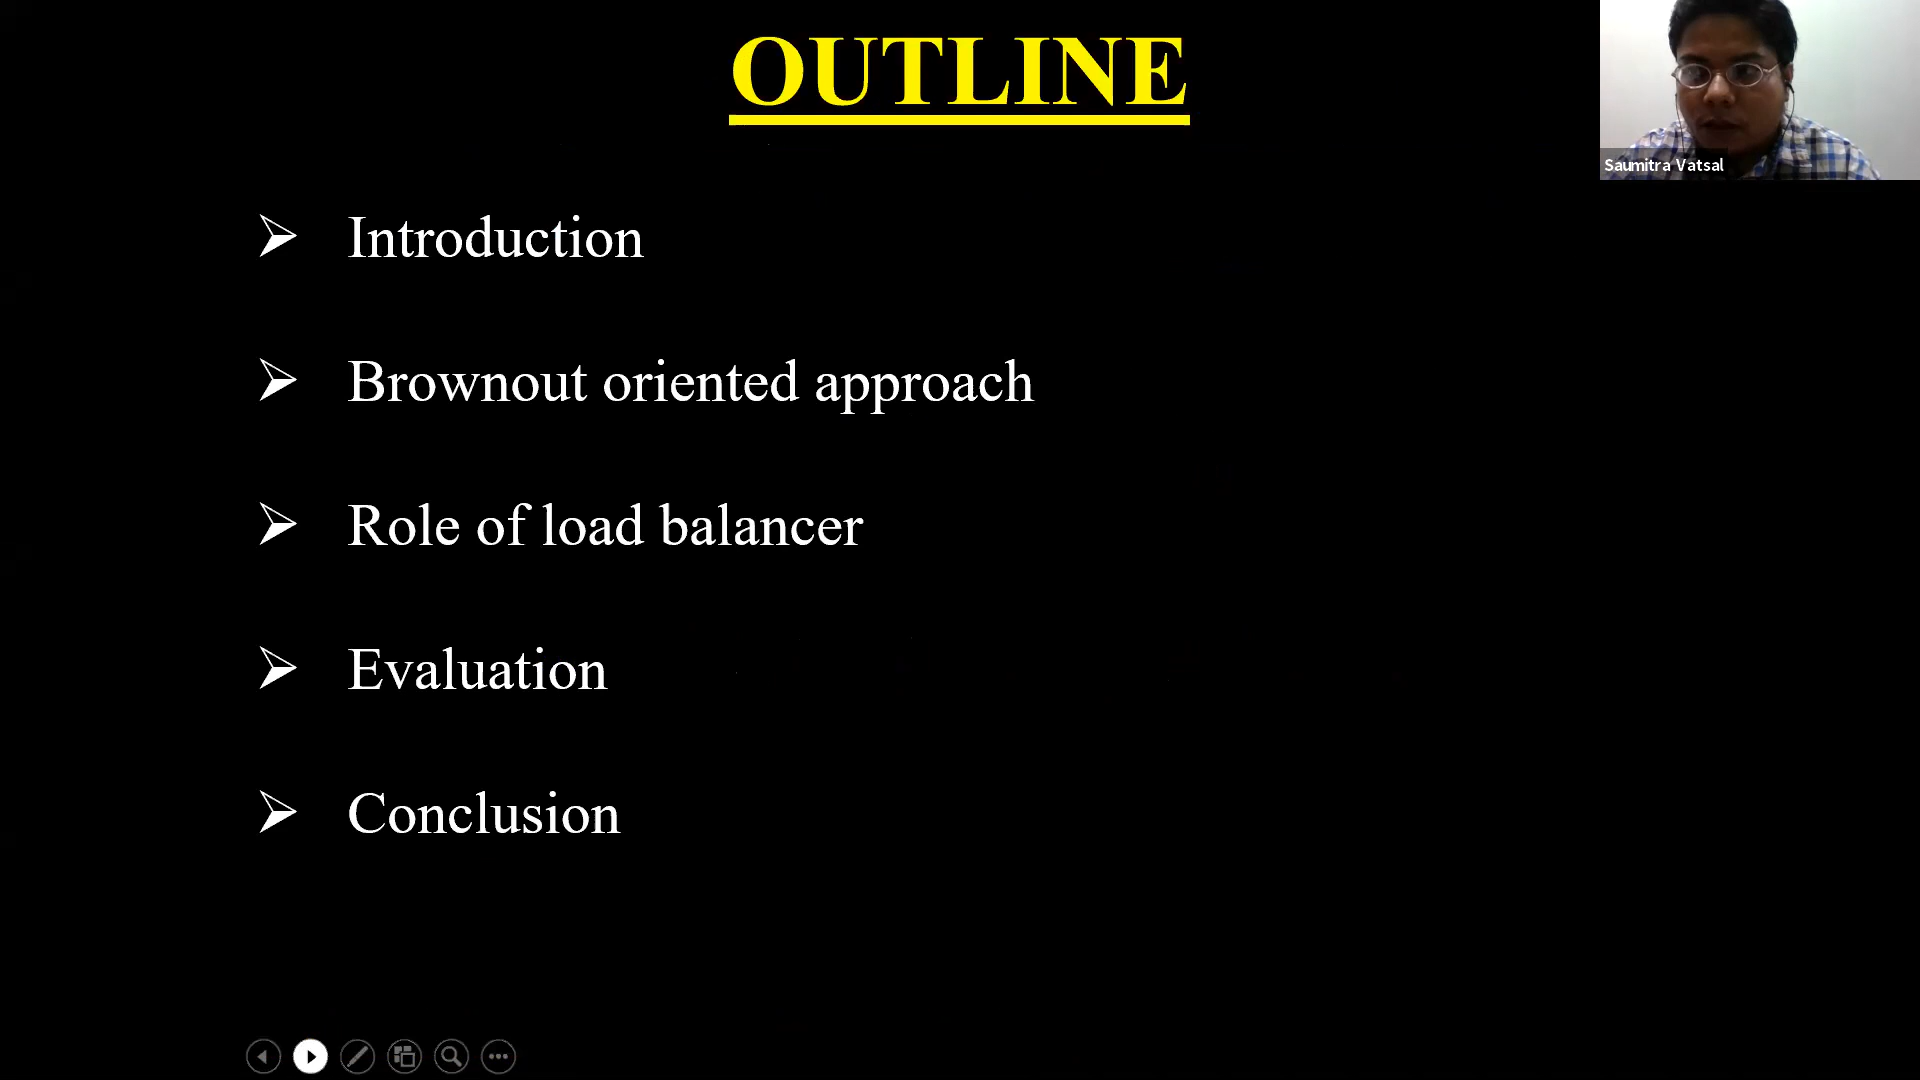 OUTLINE
Saumitra Vatsal
Introduction
Brownout oriented approach
Role of load balancer
Evaluation
Conclusion